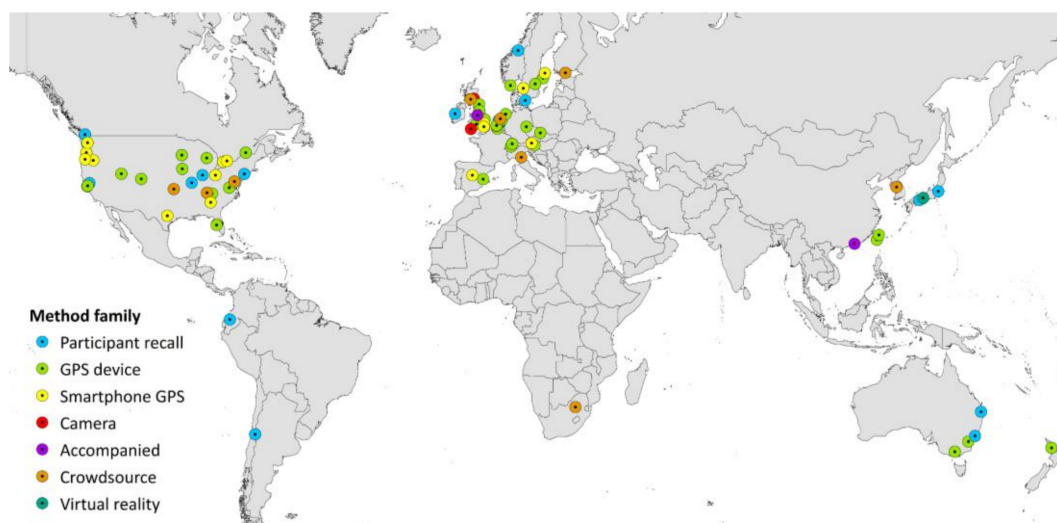 Method family
Participant recall
GPS device
Smartphone GPS
Camera
Accompanied
Crowdsource
Virtual reality